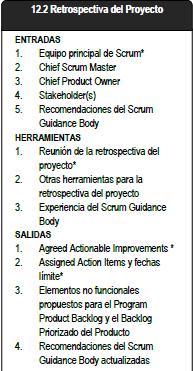 12.2 Retrospectiva del Proyecto
ENTRADAS
1. Equipo principal de Scrum*
2. Chief Scrum Master
3. Chief Product Owner
4. Stakeholder(s)
5. Recomendaciones del Scrum
Guidance Body
HERRAMIENTAS
1. Reunión de la retrospectiva del
proyecto*
2. Otras herramientas para la
retrospectiva del proyecto
3. Experiencia del Scrum Guidance
Body
SALIDAS
1. Agreed Actionable Improvements *
2. Assigned Action Items y fechas
límite*
3. Elementos no funcionales
propuestos para el Program
Product Backlog y el Backlog
Priorizado del Producto
4. Recomendaciones del Scrum
Guidance Body actualizadas